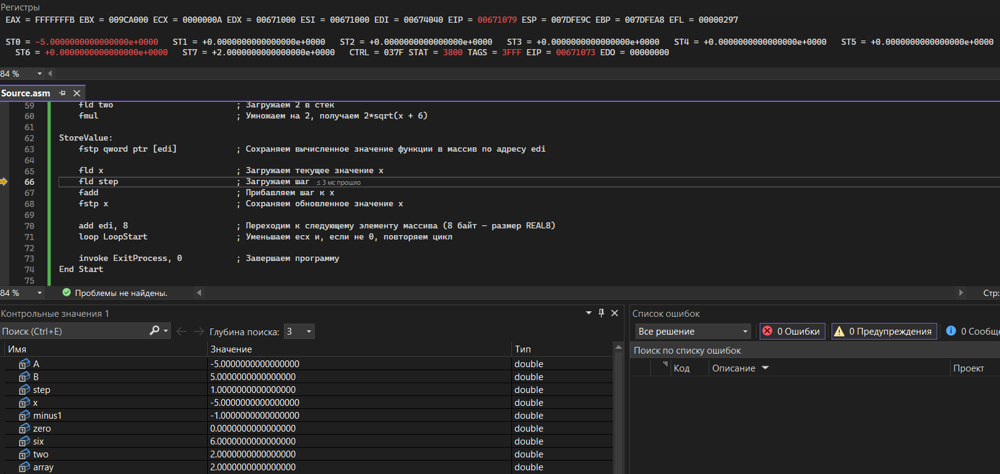 Регистры
EAX = FFFFFFFB EBX = 009CA000 ECX = 0000000A EDX = 00671000 ESI = 00671000 EDI = 00674040 EIP = 00671079 ESP = 007DFE9C EBP = 007DFEA8 EFL = 00000297
ST0 = -5.0000000000000000e+0000 ST1 = +0.0000000000000000e+0000 ST2 = +0.0000000000000000e+0000 ST3 = +0.0000000000000000e+0000 ST4 = +0.0000000000000000e+0000 ST5 = +0.0000000000000000e+0000
ST6 = +0.0000000000000000e+0000 ST7 = +2.0000000000000000e+0000 CTRL = 037F STAT = 3800 TAGS = 3FFF EIP = 00671073 EDO = 00000000
84 %
Source.asm
59 fld two ; Загружаем 2 в стек
60 fmul ; Умножаем на 2, получаем 2*sqrt(x + 6)
61
62 StoreValue:
63 fstp qword ptr [edi] ; Сохраняем вычисленное значение функции в массив по адресу edi
64
65 fld x ; Загружаем текущее значение x
66 fld step ; Загружаем шаг ≤ 3 мс прошло
67 fadd ; Прибавляем шаг к x
68 fstp x ; Сохраняем обновленное значение x
69
70 add edi, 8 ; Переходим к следующему элементу массива (8 байт — размер REAL8)
71 loop LoopStart ; Уменьшаем ecx и, если не 0, повторяем цикл
72
73 invoke ExitProcess, 0 ; Завершаем программу
74 End Start
75
84 % Проблемы не найдены. Стр:
Контрольные значения 1
Поиск (Ctrl+E) Глубина поиска: 3
Имя Значение Тип
A -5.0000000000000000 double
B 5.0000000000000000 double
step 1.0000000000000000 double
x -5.0000000000000000 double
minus1 -1.0000000000000000 double
zero 0.0000000000000000 double
six 6.0000000000000000 double
two 2.0000000000000000 double
array 2.0000000000000000 double
Список ошибок
Все решение 0 Ошибки 0 Предупреждения 0 Сообще
Поиск по списку ошибок
Код Описание Проект